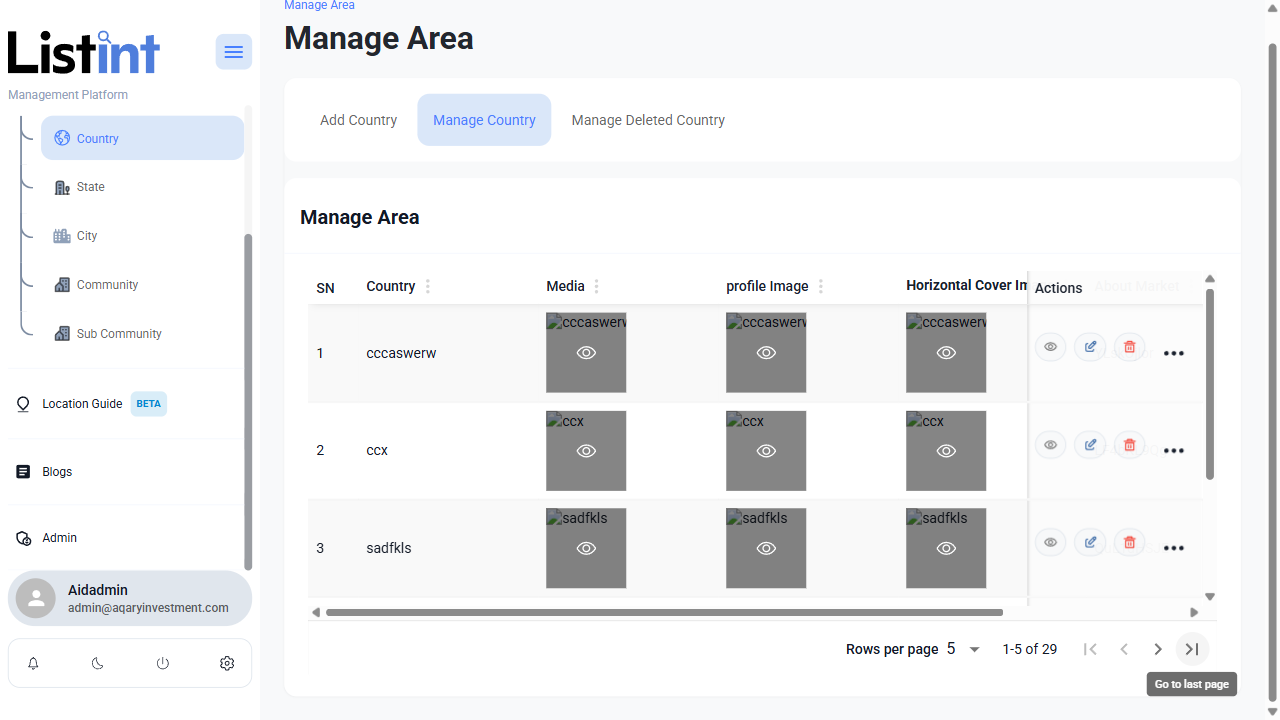 Manage Area
Listint
Management Platform
Manage Area
Add Country
Manage Country
Manage Deleted Country
Country
State
City
Community
Sub Community
Location Guide BETA
Blogs
Admin
Aidadmin
admin@aqaryinvestment.com
Manage Area
SN Country Media profile Image Horizontal Cover Im Actions About Market
1 cccaswerw cccaswerw cccaswerw cccaswerw
2 ccx ccx ccx ccx
3 sadfkls sadfkls sadfkls sadfkls
Rows per page 5 1-5 of 29
Go to last page